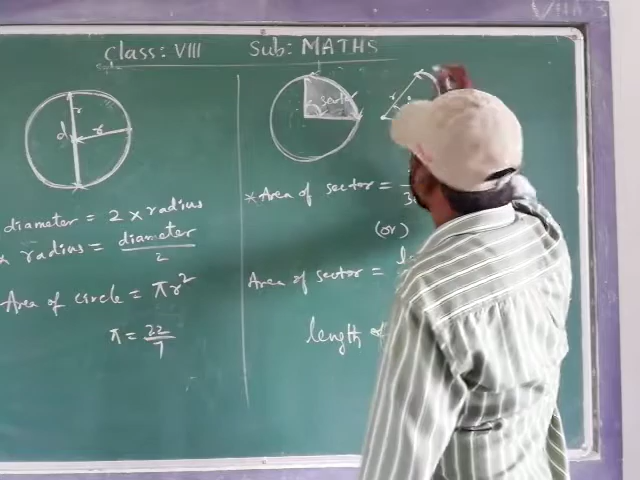 Class: VIII Sub: MATHS
r
d
r
sector
r
diameter = 2 × radius
× radius = diameter / 2
Area of circle = πr²
π = 22/7
*Area of sector =
(or)
Area of sector = l
length of